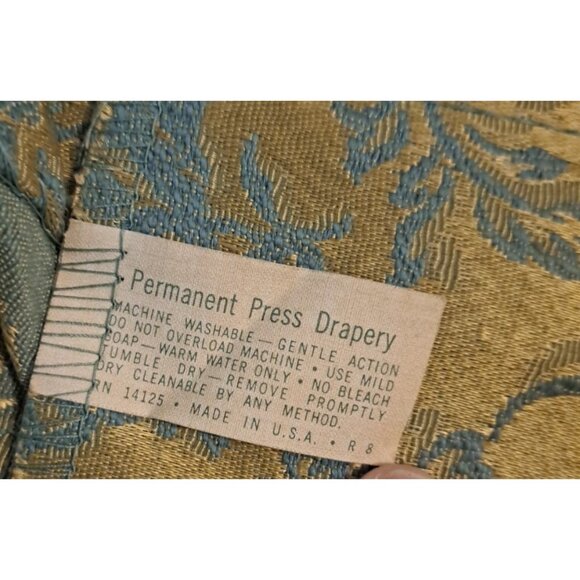 Permanent Press Drapery
MACHINE WASHABLE — GENTLE ACTION
DO NOT OVERLOAD MACHINE • USE MILD
SOAP — WARM WATER ONLY • NO BLEACH
UMBLE DRY — REMOVE PROMPTLY
DRY CLEANABLE BY ANY METHOD.
RN 14125 • MADE IN U.S.A. • R 8